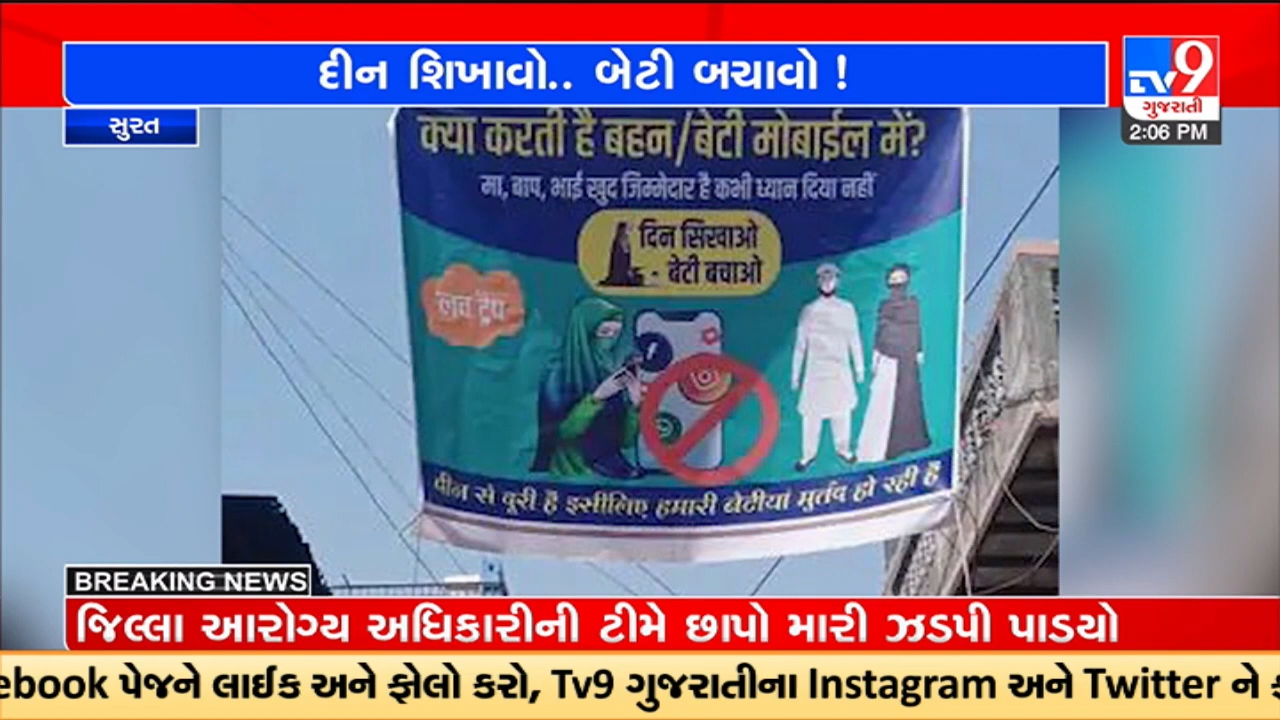 દીન શિખાવો.. બેટી બચાવો !
TV9
ગુજરાતી
2:06 PM
સુરત
क्या करती है बहन/बेटी मोबाईल में?
मा, बाप, भाई खुद जिम्मेदार है कभी ध्यान दिया नहीं
दिन सिखाओ
- बेटी बचाओ
लव ट्रेप
दीन से दूरी है इसीलिए हमारी बेटीयां मुर्तद हो रही है
BREAKING NEWS
જિલ્લા આરોગ્ય અધિકારીની ટીમે છાપો મારી ઝડપી પાડયો
ebook પેજને લાઈક અને ફોલો કરો, Tv9 ગુજરાતીના Instagram અને Twitter ને